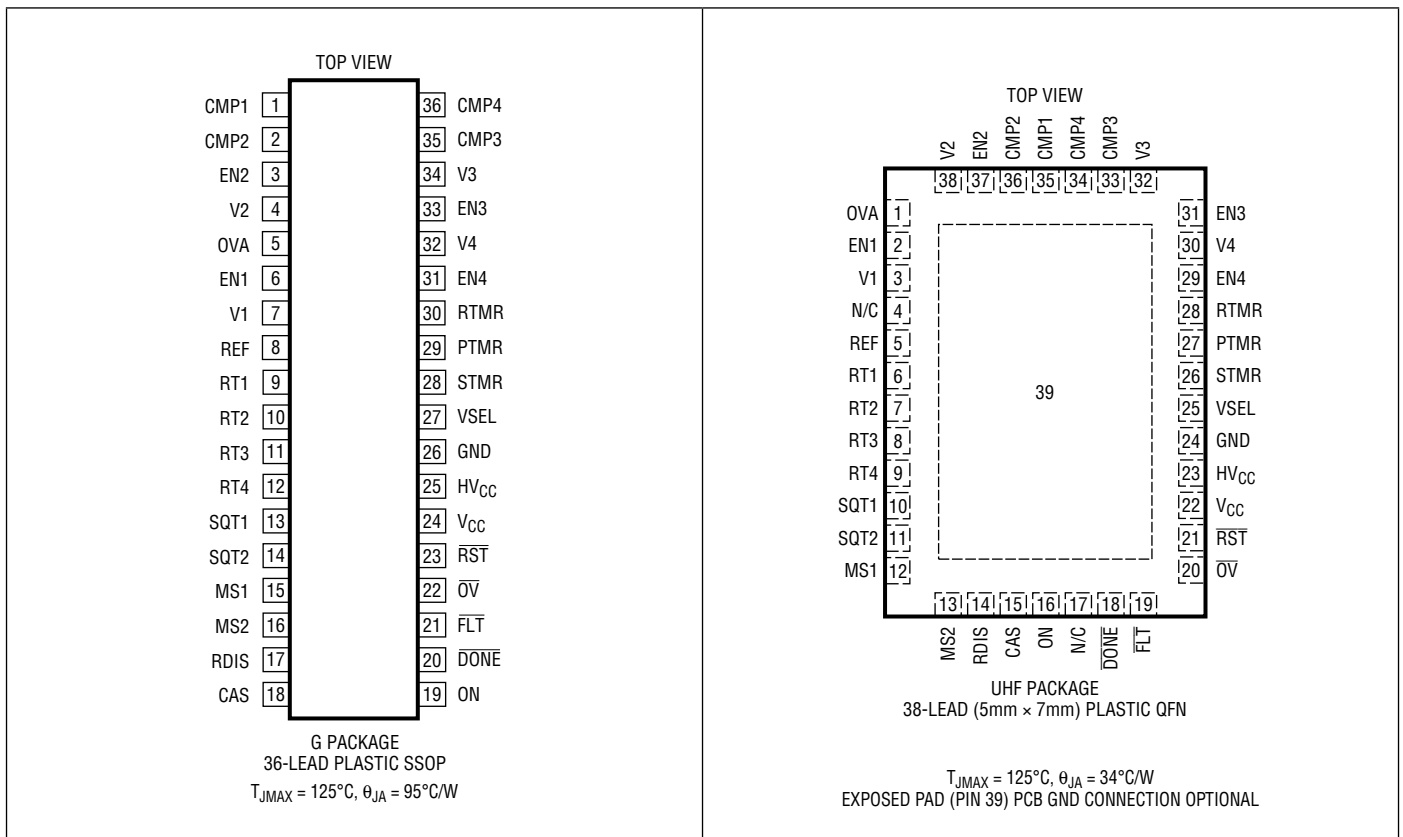 TOP VIEW
CMP1 1 36 CMP4
CMP2 2 35 CMP3
EN2 3 34 V3
V2 4 33 EN3
OVA 5 32 V4
EN1 6 31 EN4
V1 7 30 RTMR
REF 8 29 PTMR
RT1 9 28 STMR
RT2 10 27 VSEL
RT3 11 26 GND
RT4 12 25 HVCC
SQT1 13 24 VCC
SQT2 14 23 RST
MS1 15 22 OV
MS2 16 21 FLT
RDIS 17 20 DONE
CAS 18 19 ON
G PACKAGE
36-LEAD PLASTIC SSOP
TJMAX = 125°C, θJA = 95°C/W
TOP VIEW
V2 EN2 CMP2 CMP1 CMP4 CMP3 V3
38 37 36 35 34 33 32
OVA 1 31 EN3
EN1 2 30 V4
V1 3 29 EN4
N/C 4 28 RTMR
REF 5 27 PTMR
RT1 6 26 STMR
RT2 7 25 VSEL
39
RT3 8 24 GND
RT4 9 23 HVCC
SQT1 10 22 VCC
SQT2 11 21 RST
MS1 12 20 OV
13 14 15 16 17 18 19
MS2 RDIS CAS ON N/C DONE FLT
UHF PACKAGE
38-LEAD (5mm × 7mm) PLASTIC QFN
TJMAX = 125°C, θJA = 34°C/W
EXPOSED PAD (PIN 39) PCB GND CONNECTION OPTIONAL